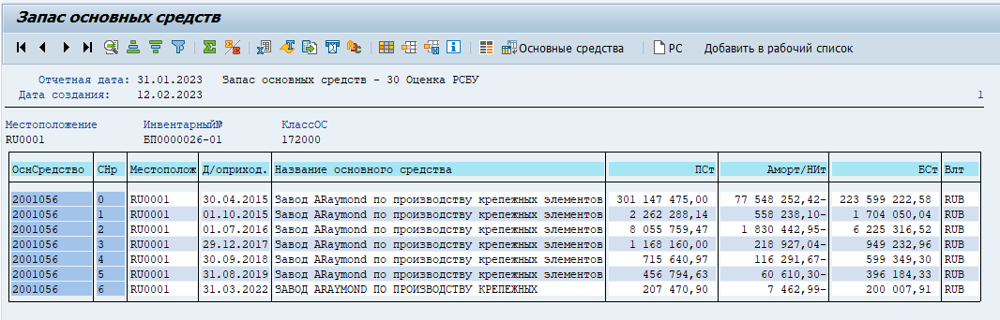 Запас основных средств
Основные средства РС Добавить в рабочий список
Отчетная дата: 31.01.2023 Запас основных средств - 30 Оценка РСБУ
Дата создания: 12.02.2023 1
Местоположение Инвентарный№ КлассОС
RU0001 БП0000026-01 172000
ОснСредство СНр Местополож Д/оприход. Название основного средства ПСт Аморт/НИт БСт Влт
2001056 0 RU0001 30.04.2015 Завод ARaymond по производству крепежных элементов 301 147 475,00 77 548 252,42- 223 599 222,58 RUB
2001056 1 RU0001 01.10.2015 Завод ARaymond по производству крепежных элементов 2 262 288,14 558 238,10- 1 704 050,04 RUB
2001056 2 RU0001 01.07.2016 Завод ARaymond по производству крепежных элементов 8 055 759,47 1 830 442,95- 6 225 316,52 RUB
2001056 3 RU0001 29.12.2017 Завод ARaymond по производству крепежных элементов 1 168 160,00 218 927,04- 949 232,96 RUB
2001056 4 RU0001 30.09.2018 Завод ARaymond по производству крепежных элементов 715 640,97 116 291,67- 599 349,30 RUB
2001056 5 RU0001 31.08.2019 Завод ARaymond по производству крепежных элементов 456 794,63 60 610,30- 396 184,33 RUB
2001056 6 RU0001 31.03.2022 ЗАВОД ARAYMOND ПО ПРОИЗВОДСТВУ КРЕПЕЖНЫХ 207 470,90 7 462,99- 200 007,91 RUB